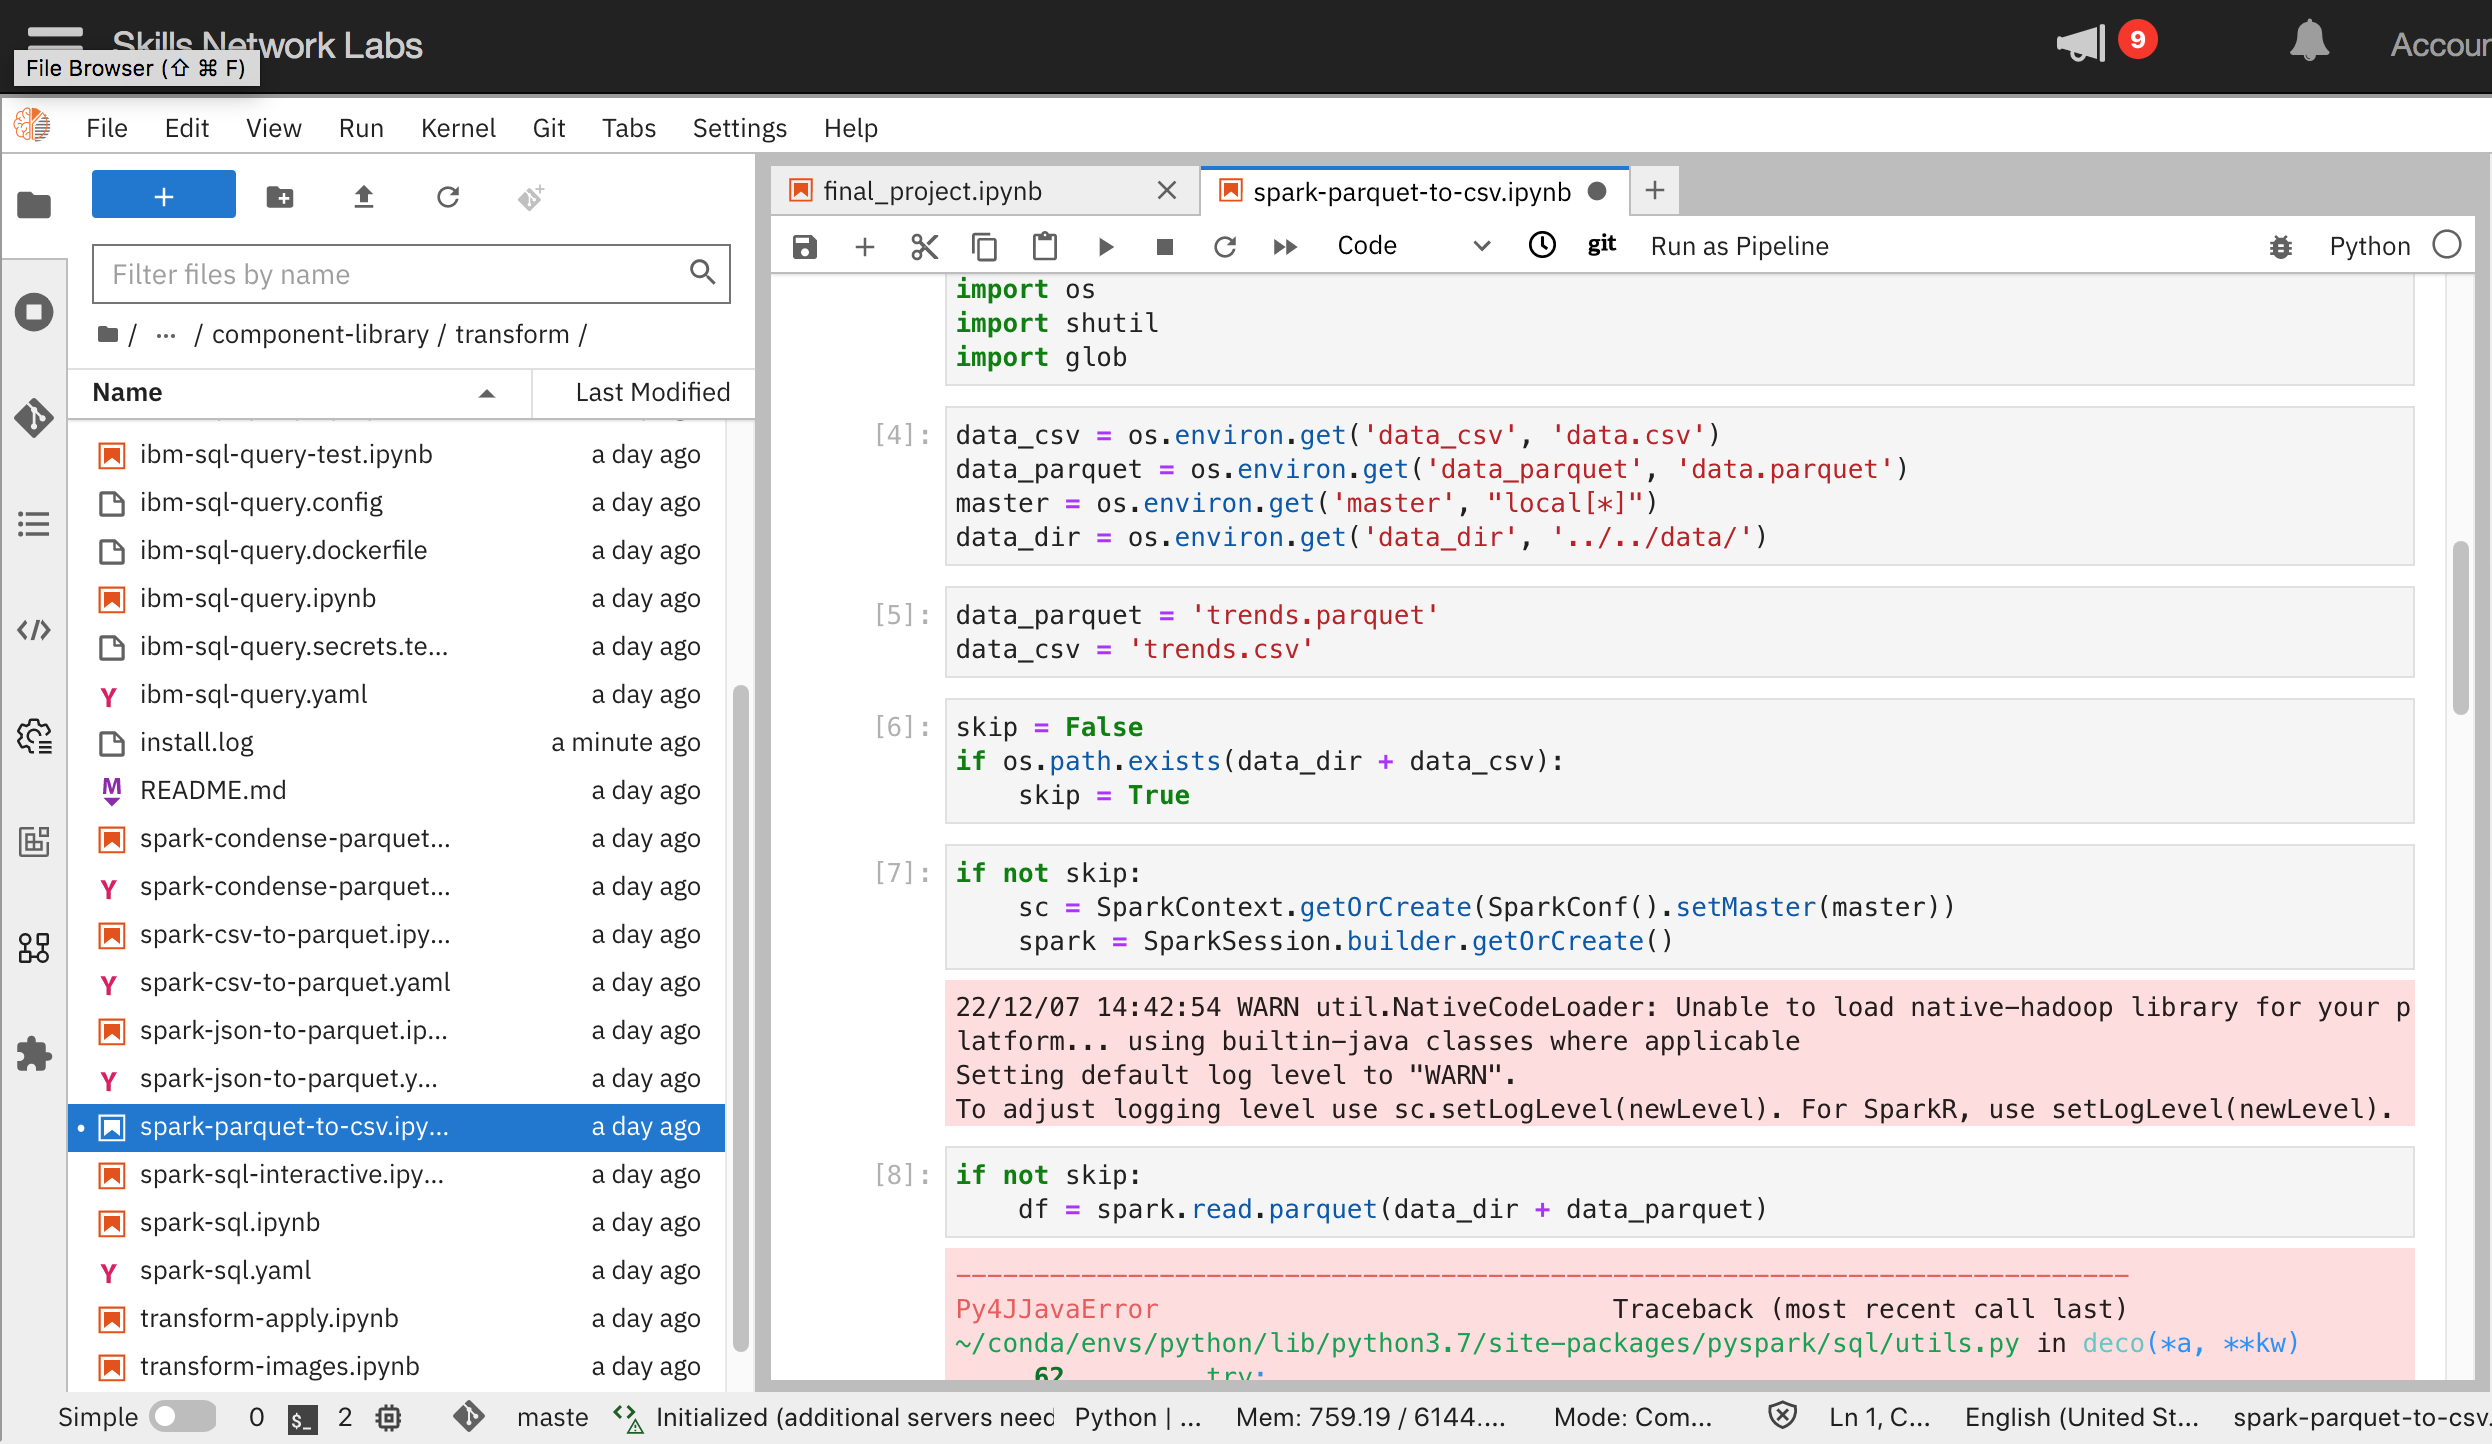 Skills Network Labs
File Browser (⇧ ⌘ F)
9
Accour
File Edit View Run Kernel Git Tabs Settings Help
+
final_project.ipynb
spark-parquet-to-csv.ipynb
Filter files by name
/ ... / component-library / transform /
Code
git
Run as Pipeline
Python
Name
Last Modified
ibm-sql-query-test.ipynb a day ago
ibm-sql-query.config a day ago
ibm-sql-query.dockerfile a day ago
ibm-sql-query.ipynb a day ago
ibm-sql-query.secrets.te... a day ago
ibm-sql-query.yaml a day ago
install.log a minute ago
README.md a day ago
spark-condense-parquet... a day ago
spark-condense-parquet... a day ago
spark-csv-to-parquet.ipy... a day ago
spark-csv-to-parquet.yaml a day ago
spark-json-to-parquet.ip... a day ago
spark-json-to-parquet.y... a day ago
spark-parquet-to-csv.ipy... a day ago
spark-sql-interactive.ipy... a day ago
spark-sql.ipynb a day ago
spark-sql.yaml a day ago
transform-apply.ipynb a day ago
transform-images.ipynb a day ago
import os
import shutil
import glob
[4]: data_csv = os.environ.get('data_csv', 'data.csv')
data_parquet = os.environ.get('data_parquet', 'data.parquet')
master = os.environ.get('master', "local[*]")
data_dir = os.environ.get('data_dir', '../../data/')
[5]: data_parquet = 'trends.parquet'
data_csv = 'trends.csv'
[6]: skip = False
if os.path.exists(data_dir + data_csv):
    skip = True
[7]: if not skip:
    sc = SparkContext.getOrCreate(SparkConf().setMaster(master))
    spark = SparkSession.builder.getOrCreate()
22/12/07 14:42:54 WARN util.NativeCodeLoader: Unable to load native-hadoop library for your p
latform... using builtin-java classes where applicable
Setting default log level to "WARN".
To adjust logging level use sc.setLogLevel(newLevel). For SparkR, use setLogLevel(newLevel).
[8]: if not skip:
    df = spark.read.parquet(data_dir + data_parquet)
---------------------------------------------------------------------------
Py4JJavaError Traceback (most recent call last)
~/conda/envs/python/lib/python3.7/site-packages/pyspark/sql/utils.py in deco(*a, **kw)
62 try:
Simple 0 $_ 2 maste Initialized (additional servers need Python | ... Mem: 759.19 / 6144.... Mode: Com... Ln 1, C... English (United St... spark-parquet-to-csv.